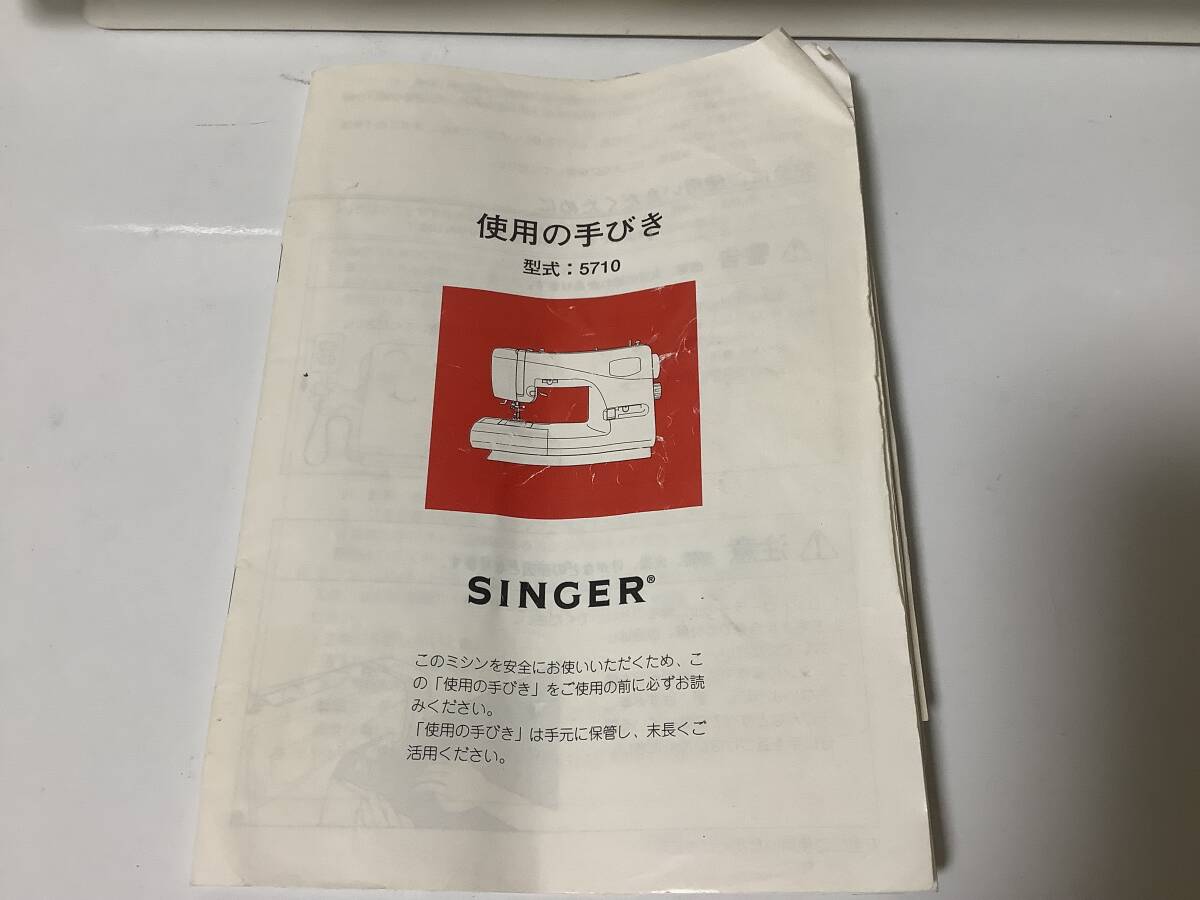 使用の手びき
型式：5710
SINGER®
このミシンを安全にお使いいただくため、こ
の「使用の手びき」をご使用の前に必ずお読
みください。
「使用の手びき」は手元に保管し、末長くご
活用ください。